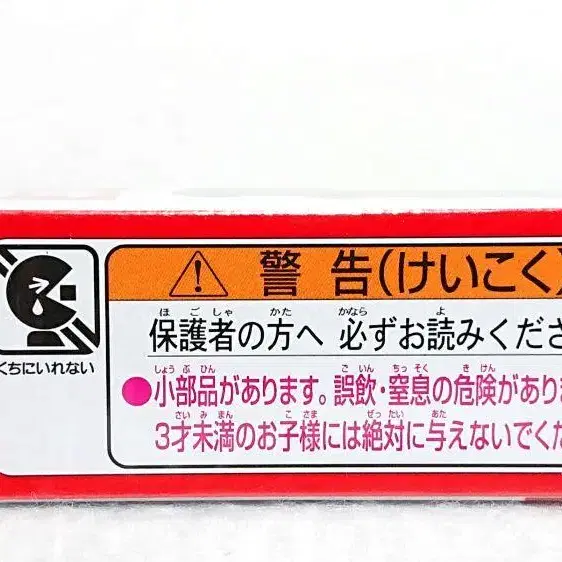 警告(けいこく)
ほごしゃ かた かなら よ
保護者の方へ 必ずお読みくださ
くちにいれない
しょうぶひん ごいん ちっそく きけん
●小部品があります。誤飲・窒息の危険があり
さいみまん こさま ぜったい あた
3才未満のお子様には絶対に与えないでくだ